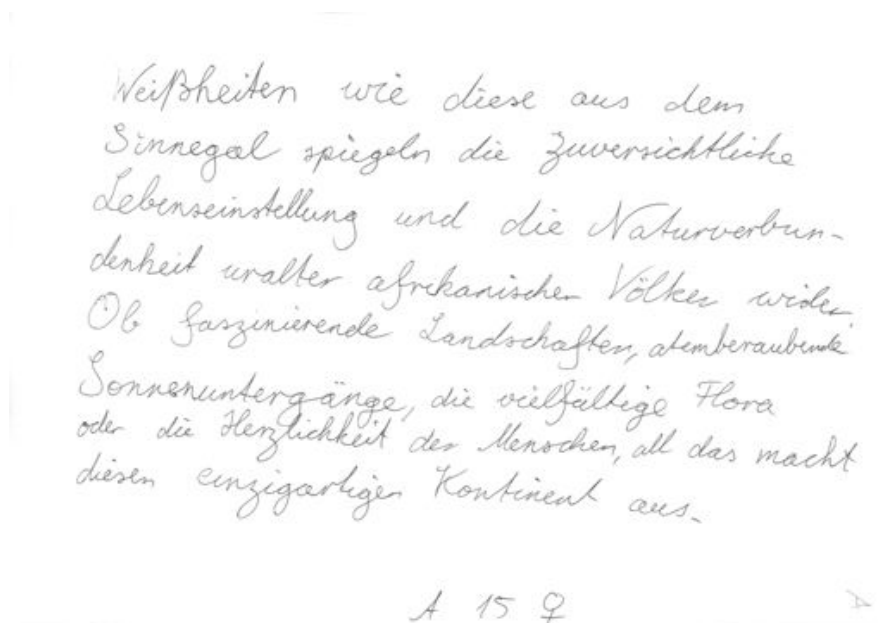 Weißheiten wie diese aus dem
Sinnegal spiegeln die zuversichtliche
Lebenseinstellung und die Naturverbun-
denheit uralter afrikanischer Völker wider.
Ob faszinierende Landschaften, atemberaubende
Sonnenuntergänge, die vielfältige Flora
oder die Herzlichkeit der Menschen, all das macht
diesen einzigartigen Kontinent aus.
A 15 ♀
A